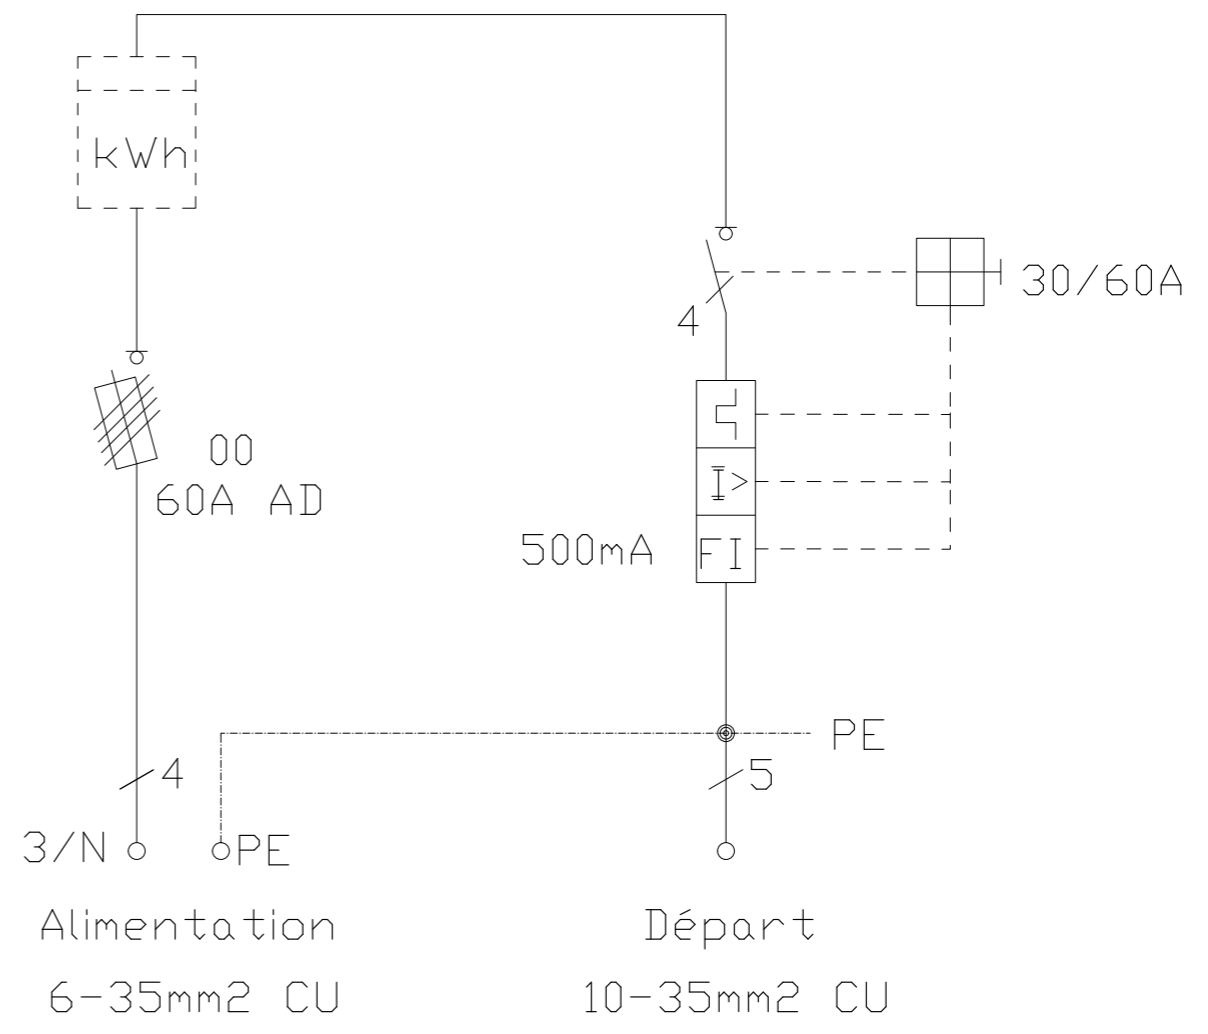 kWh
30/60A
4
00
60A AD
I>
500mA
FI
PE
4
5
3/N
PE
Alimentation
Départ
6-35mm2 CU
10-35mm2 CU